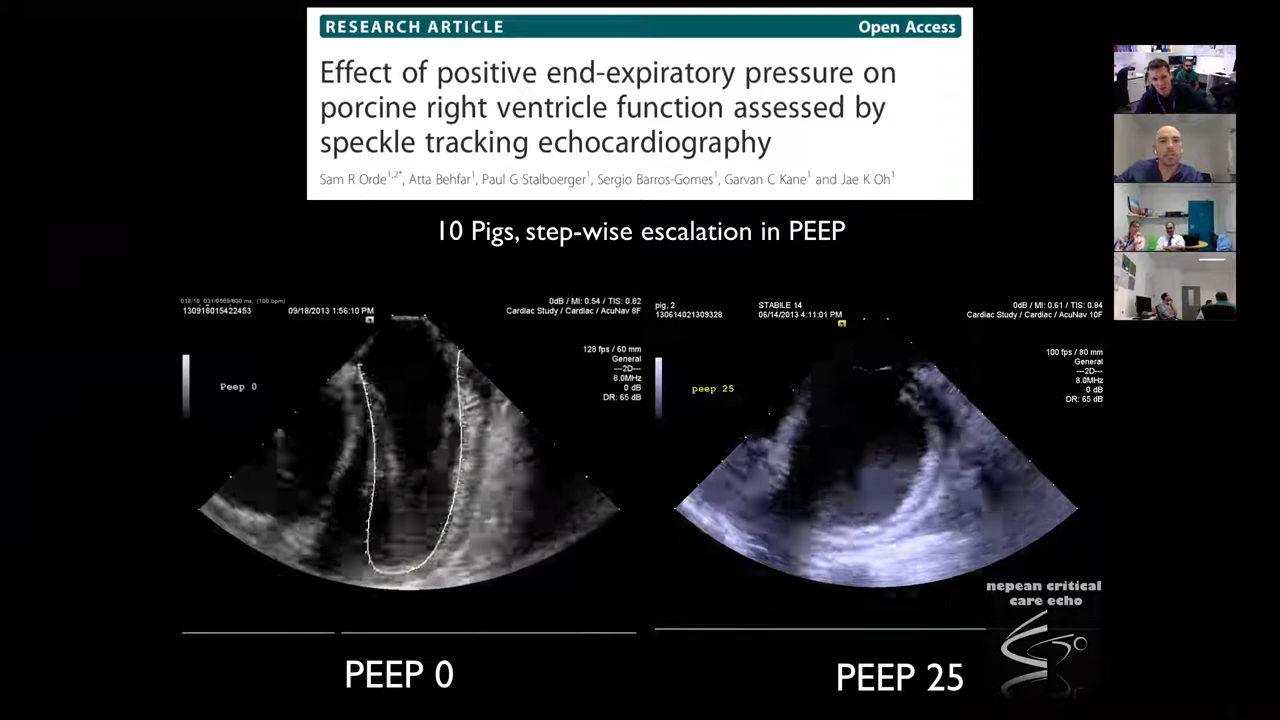 RESEARCH ARTICLE
Open Access
Effect of positive end-expiratory pressure on
porcine right ventricle function assessed by
speckle tracking echocardiography
Sam R Orde1,2*, Atta Behfar1, Paul G Stalboerger1, Sergio Barros-Gomes1, Garvan C Kane1 and Jae K Oh1
10 Pigs, step-wise escalation in PEEP
130918015422453
09/18/2013 1:56:10 PM
0dB / MI: 0.54 / TIS: 0.82
Cardiac Study / Cardiac / AcuNav 8F
128 fps / 60 mm
General
---2D---
8.0MHz
0 dB
DR: 65 dB
Peep 0
pig, 2
STABILE 14
130614021309328
06/14/2013 4:11:01 PM
0dB / MI: 0.61 / TIS: 0.84
Cardiac Study / Cardiac / AcuNav 10F
100 fps / 80 mm
General
---2D---
8.0MHz
0 dB
DR: 65 dB
peep 25
nepean critical
care echo
PEEP 0
PEEP 25